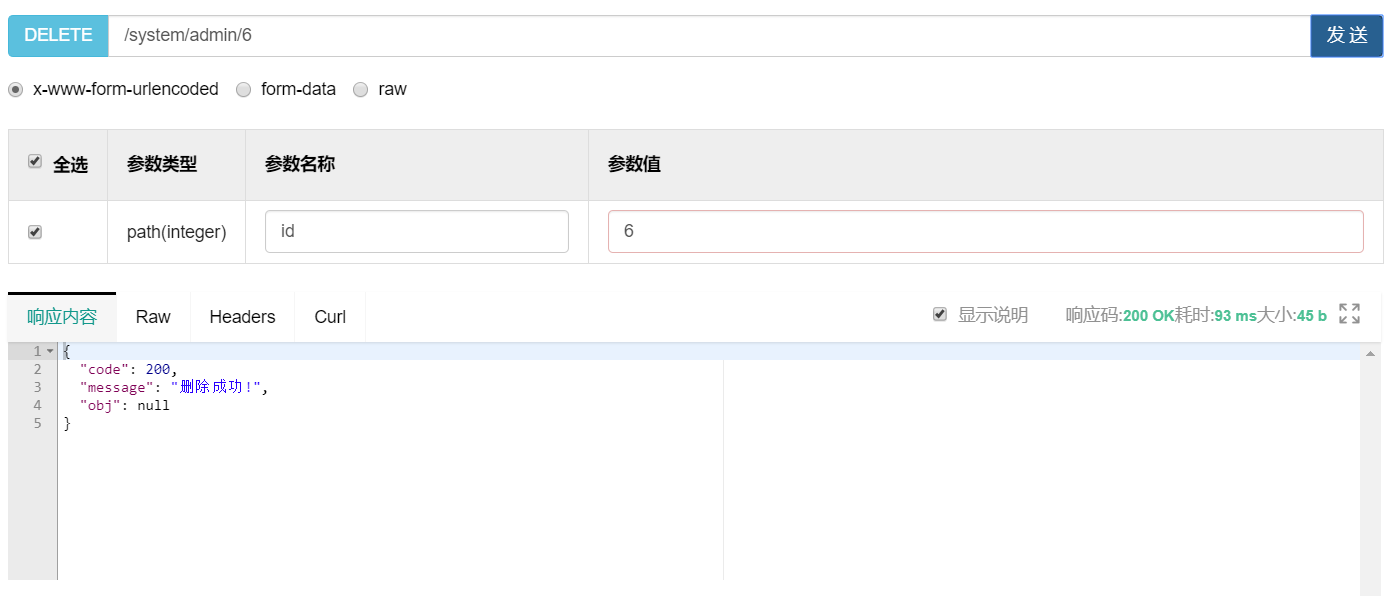 DELETE /system/admin/6 发送
x-www-form-urlencoded form-data raw
全选 参数类型 参数名称 参数值
path(integer) id 6
响应内容 Raw Headers Curl 显示说明 响应码:200 OK耗时:93 ms大小:45 b
1 {
2 "code": 200,
3 "message": "删除成功!",
4 "obj": null
5 }